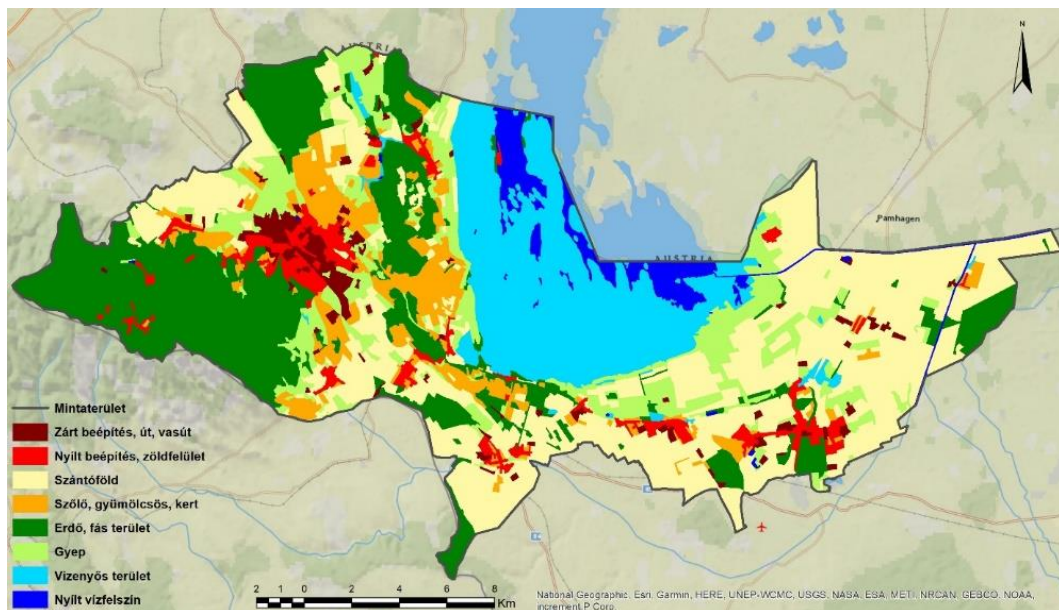 AUSTRIA
N
Pamhagen
AUSTRIA
Mintaterület
Zárt beépítés, út, vasút
Nyílt beépítés, zöldfelület
Szántóföld
Szőlő, gyümölcsös, kert
Erdő, fás terület
Gyep
Vizenyős terület
Nyílt vízfelszín
2 1 0 2 4 6 8
Km
National Geographic, Esri, Garmin, HERE, UNEP-WCMC, USGS, NASA, ESA, METI, NRCAN, GEBCO, NOAA,
increment P Corp.